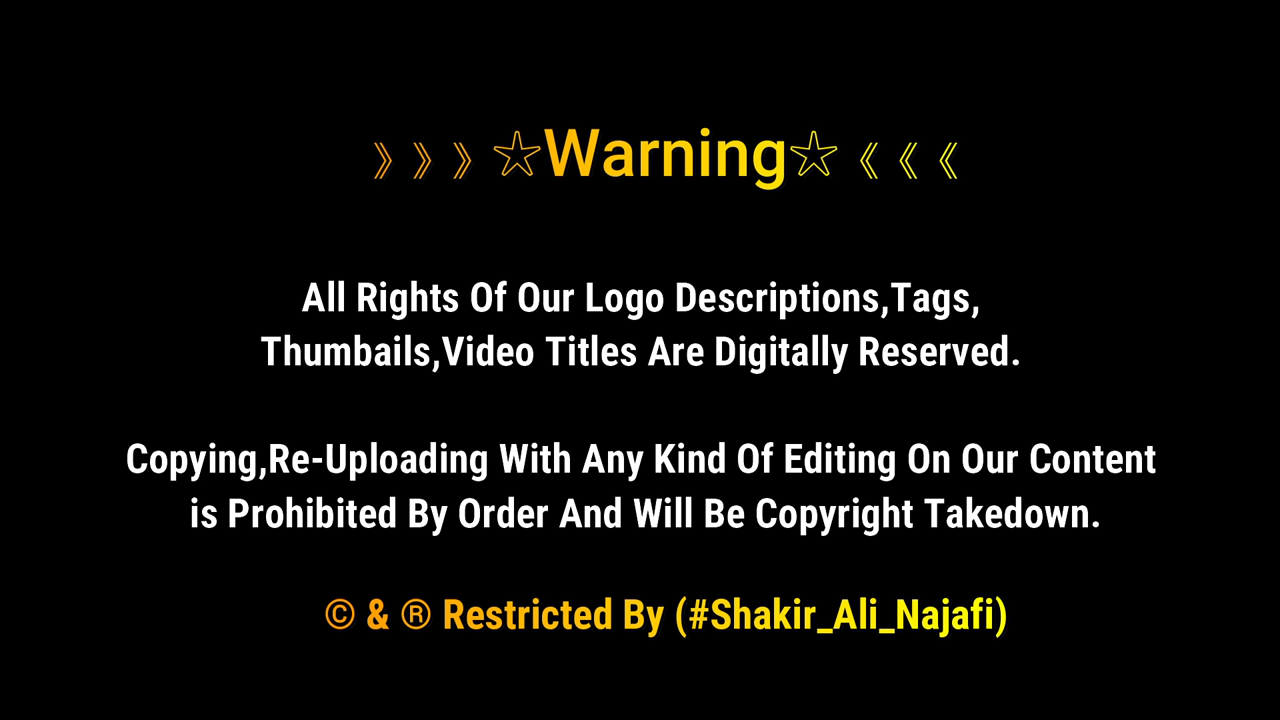 》》》☆Warning☆《《《
All Rights Of Our Logo Descriptions,Tags,
Thumbails,Video Titles Are Digitally Reserved.
Copying,Re-Uploading With Any Kind Of Editing On Our Content
is Prohibited By Order And Will Be Copyright Takedown.
© & ® Restricted By (#Shakir_Ali_Najafi)